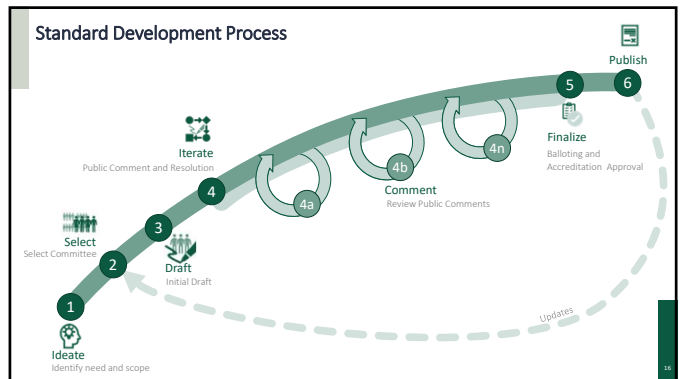 Standard Development Process
Publish
6
5
Finalize
Balloting and
Accreditation Approval
Iterate
Public Comment and Resolution
4
4a
4b
4n
Comment
Review Public Comments
3
Select
Select Committee
2
Draft
Initial Draft
1
Ideate
Identify need and scope
Updates
16